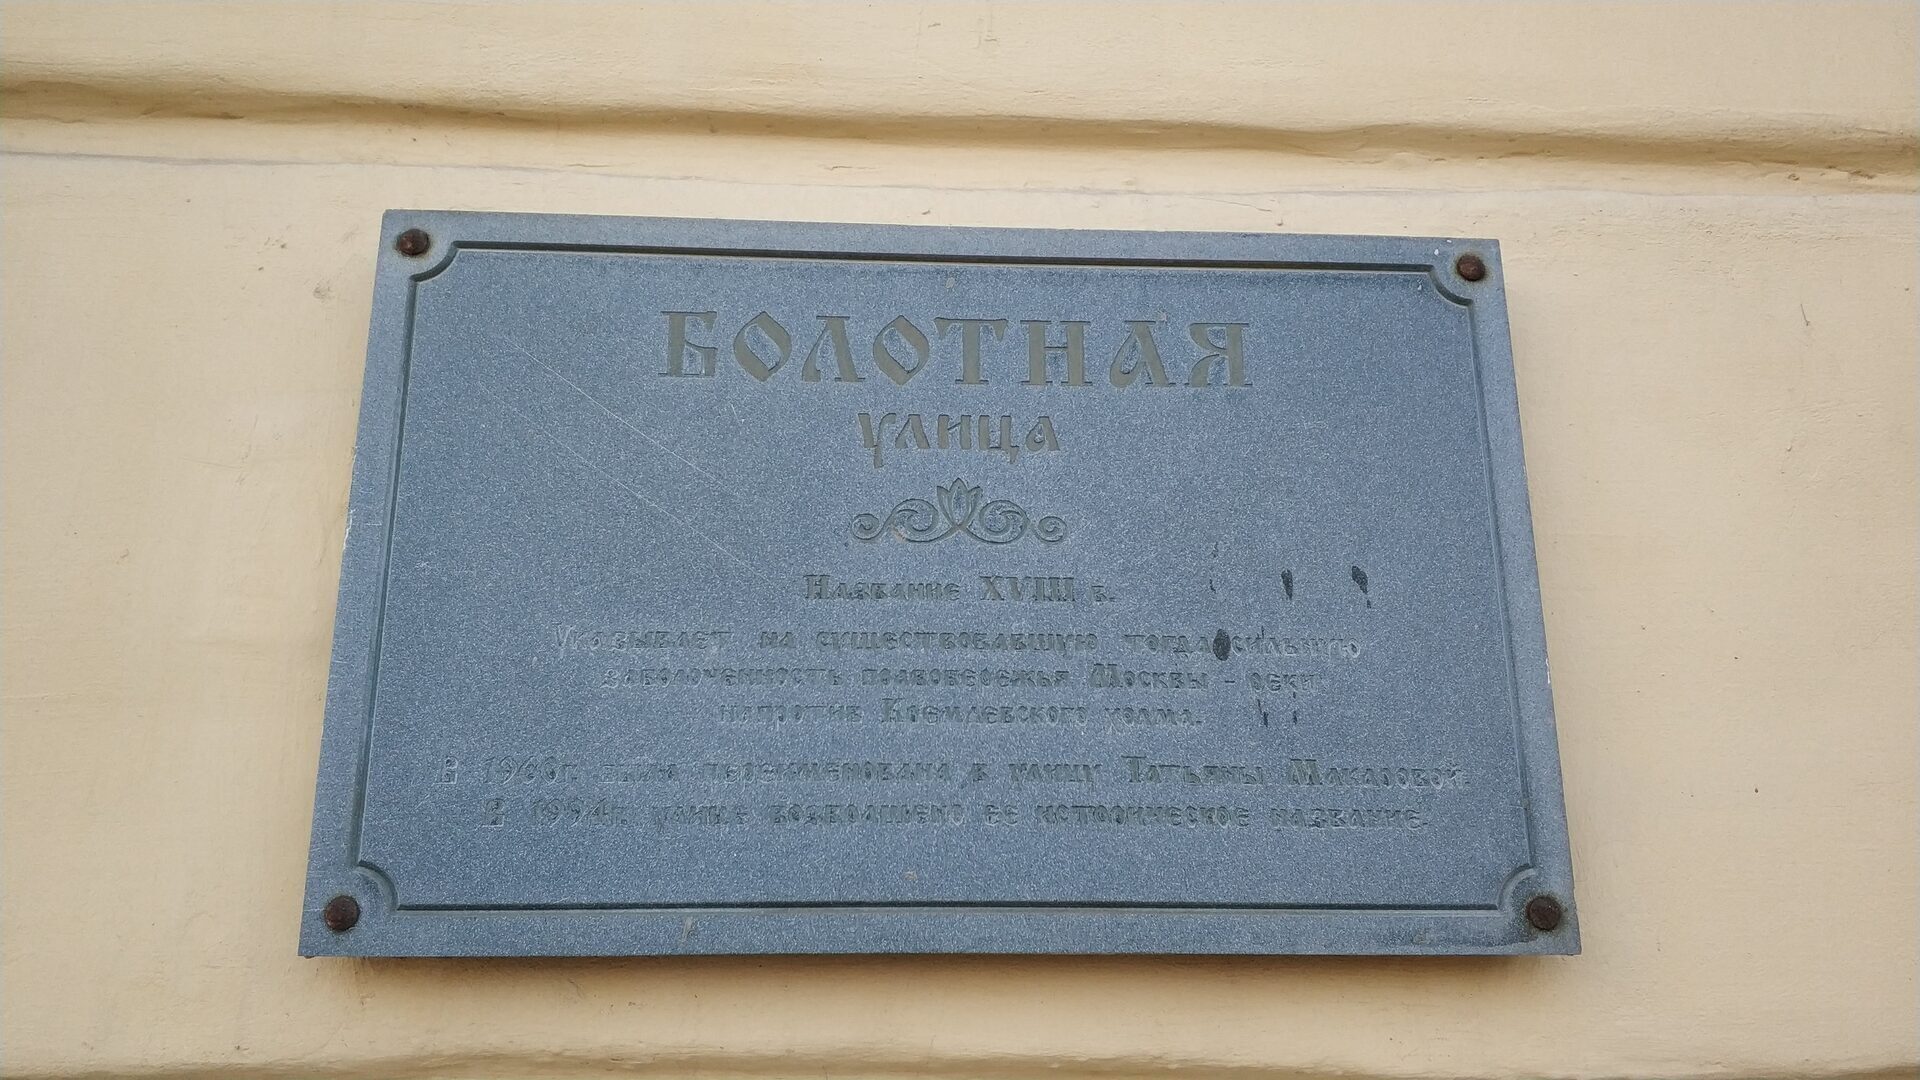 БОЛОТНАЯ
улица
Название XVIII в.
Указывает на существовавшую тогда сильную
заболоченность правобережья Москвы - реки
напротив Кремлевского холма.
В 19 г. была переименована в улицу Татьяны Макаровой.
В 1994г. улице возвращено ее историческое название.